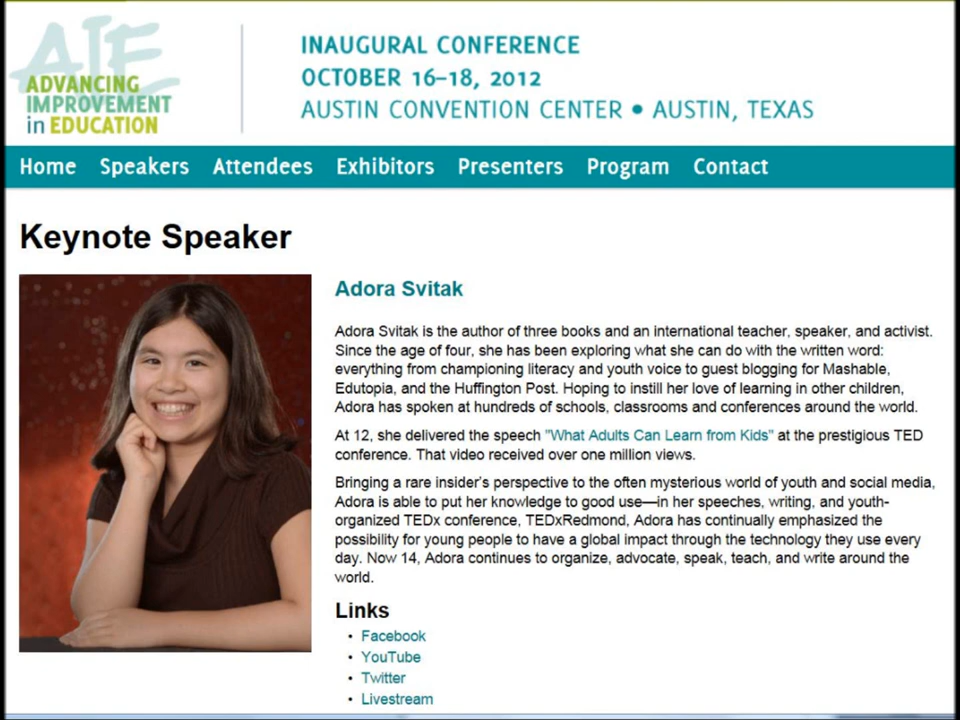 AIE
ADVANCING
IMPROVEMENT
in EDUCATION
INAUGURAL CONFERENCE
OCTOBER 16–18, 2012
AUSTIN CONVENTION CENTER • AUSTIN, TEXAS
Home Speakers Attendees Exhibitors Presenters Program Contact
Keynote Speaker
Adora Svitak
Adora Svitak is the author of three books and an international teacher, speaker, and activist.
Since the age of four, she has been exploring what she can do with the written word:
everything from championing literacy and youth voice to guest blogging for Mashable,
Edutopia, and the Huffington Post. Hoping to instill her love of learning in other children,
Adora has spoken at hundreds of schools, classrooms and conferences around the world.
At 12, she delivered the speech "What Adults Can Learn from Kids" at the prestigious TED
conference. That video received over one million views.
Bringing a rare insider's perspective to the often mysterious world of youth and social media,
Adora is able to put her knowledge to good use—in her speeches, writing, and youth-
organized TEDx conference, TEDxRedmond, Adora has continually emphasized the
possibility for young people to have a global impact through the technology they use every
day. Now 14, Adora continues to organize, advocate, speak, teach, and write around the
world.
Links
• Facebook
• YouTube
• Twitter
• Livestream